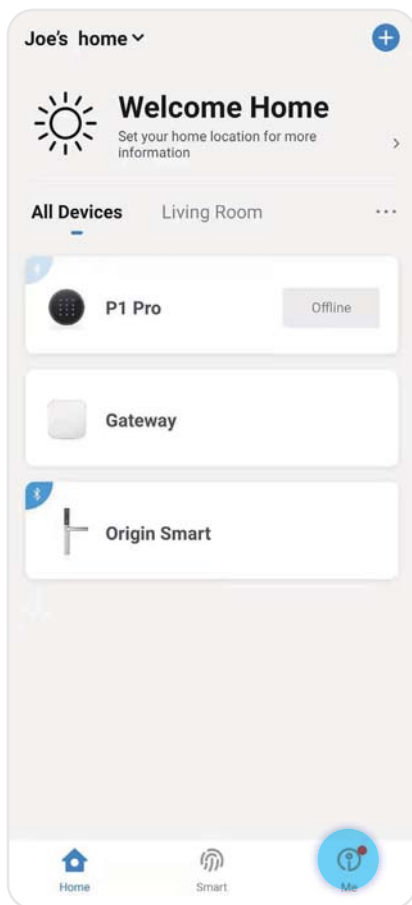 Joe's home
Welcome Home
Set your home location for more
information
All Devices
Living Room
P1 Pro
Offline
Gateway
Origin Smart
Home
Smart
Me